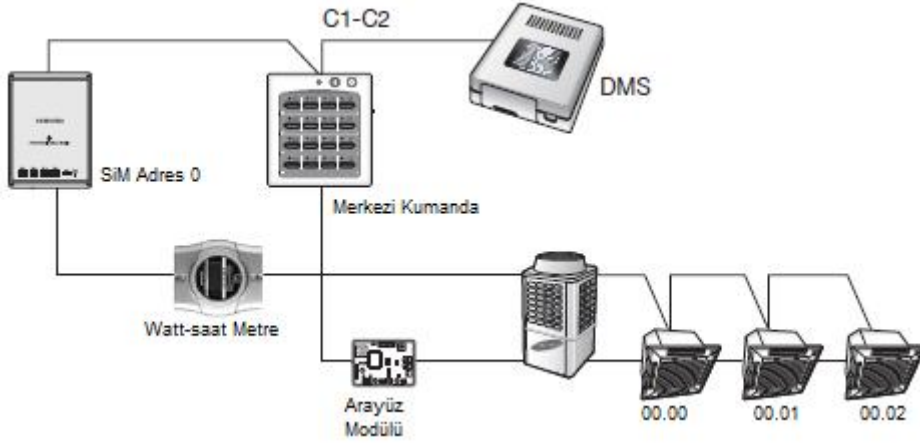 C1-C2
DMS
SiM Adres 0
Merkezi Kumanda
Watt-saat Metre
Arayüz
Modülü
00.00
00.01
00.02